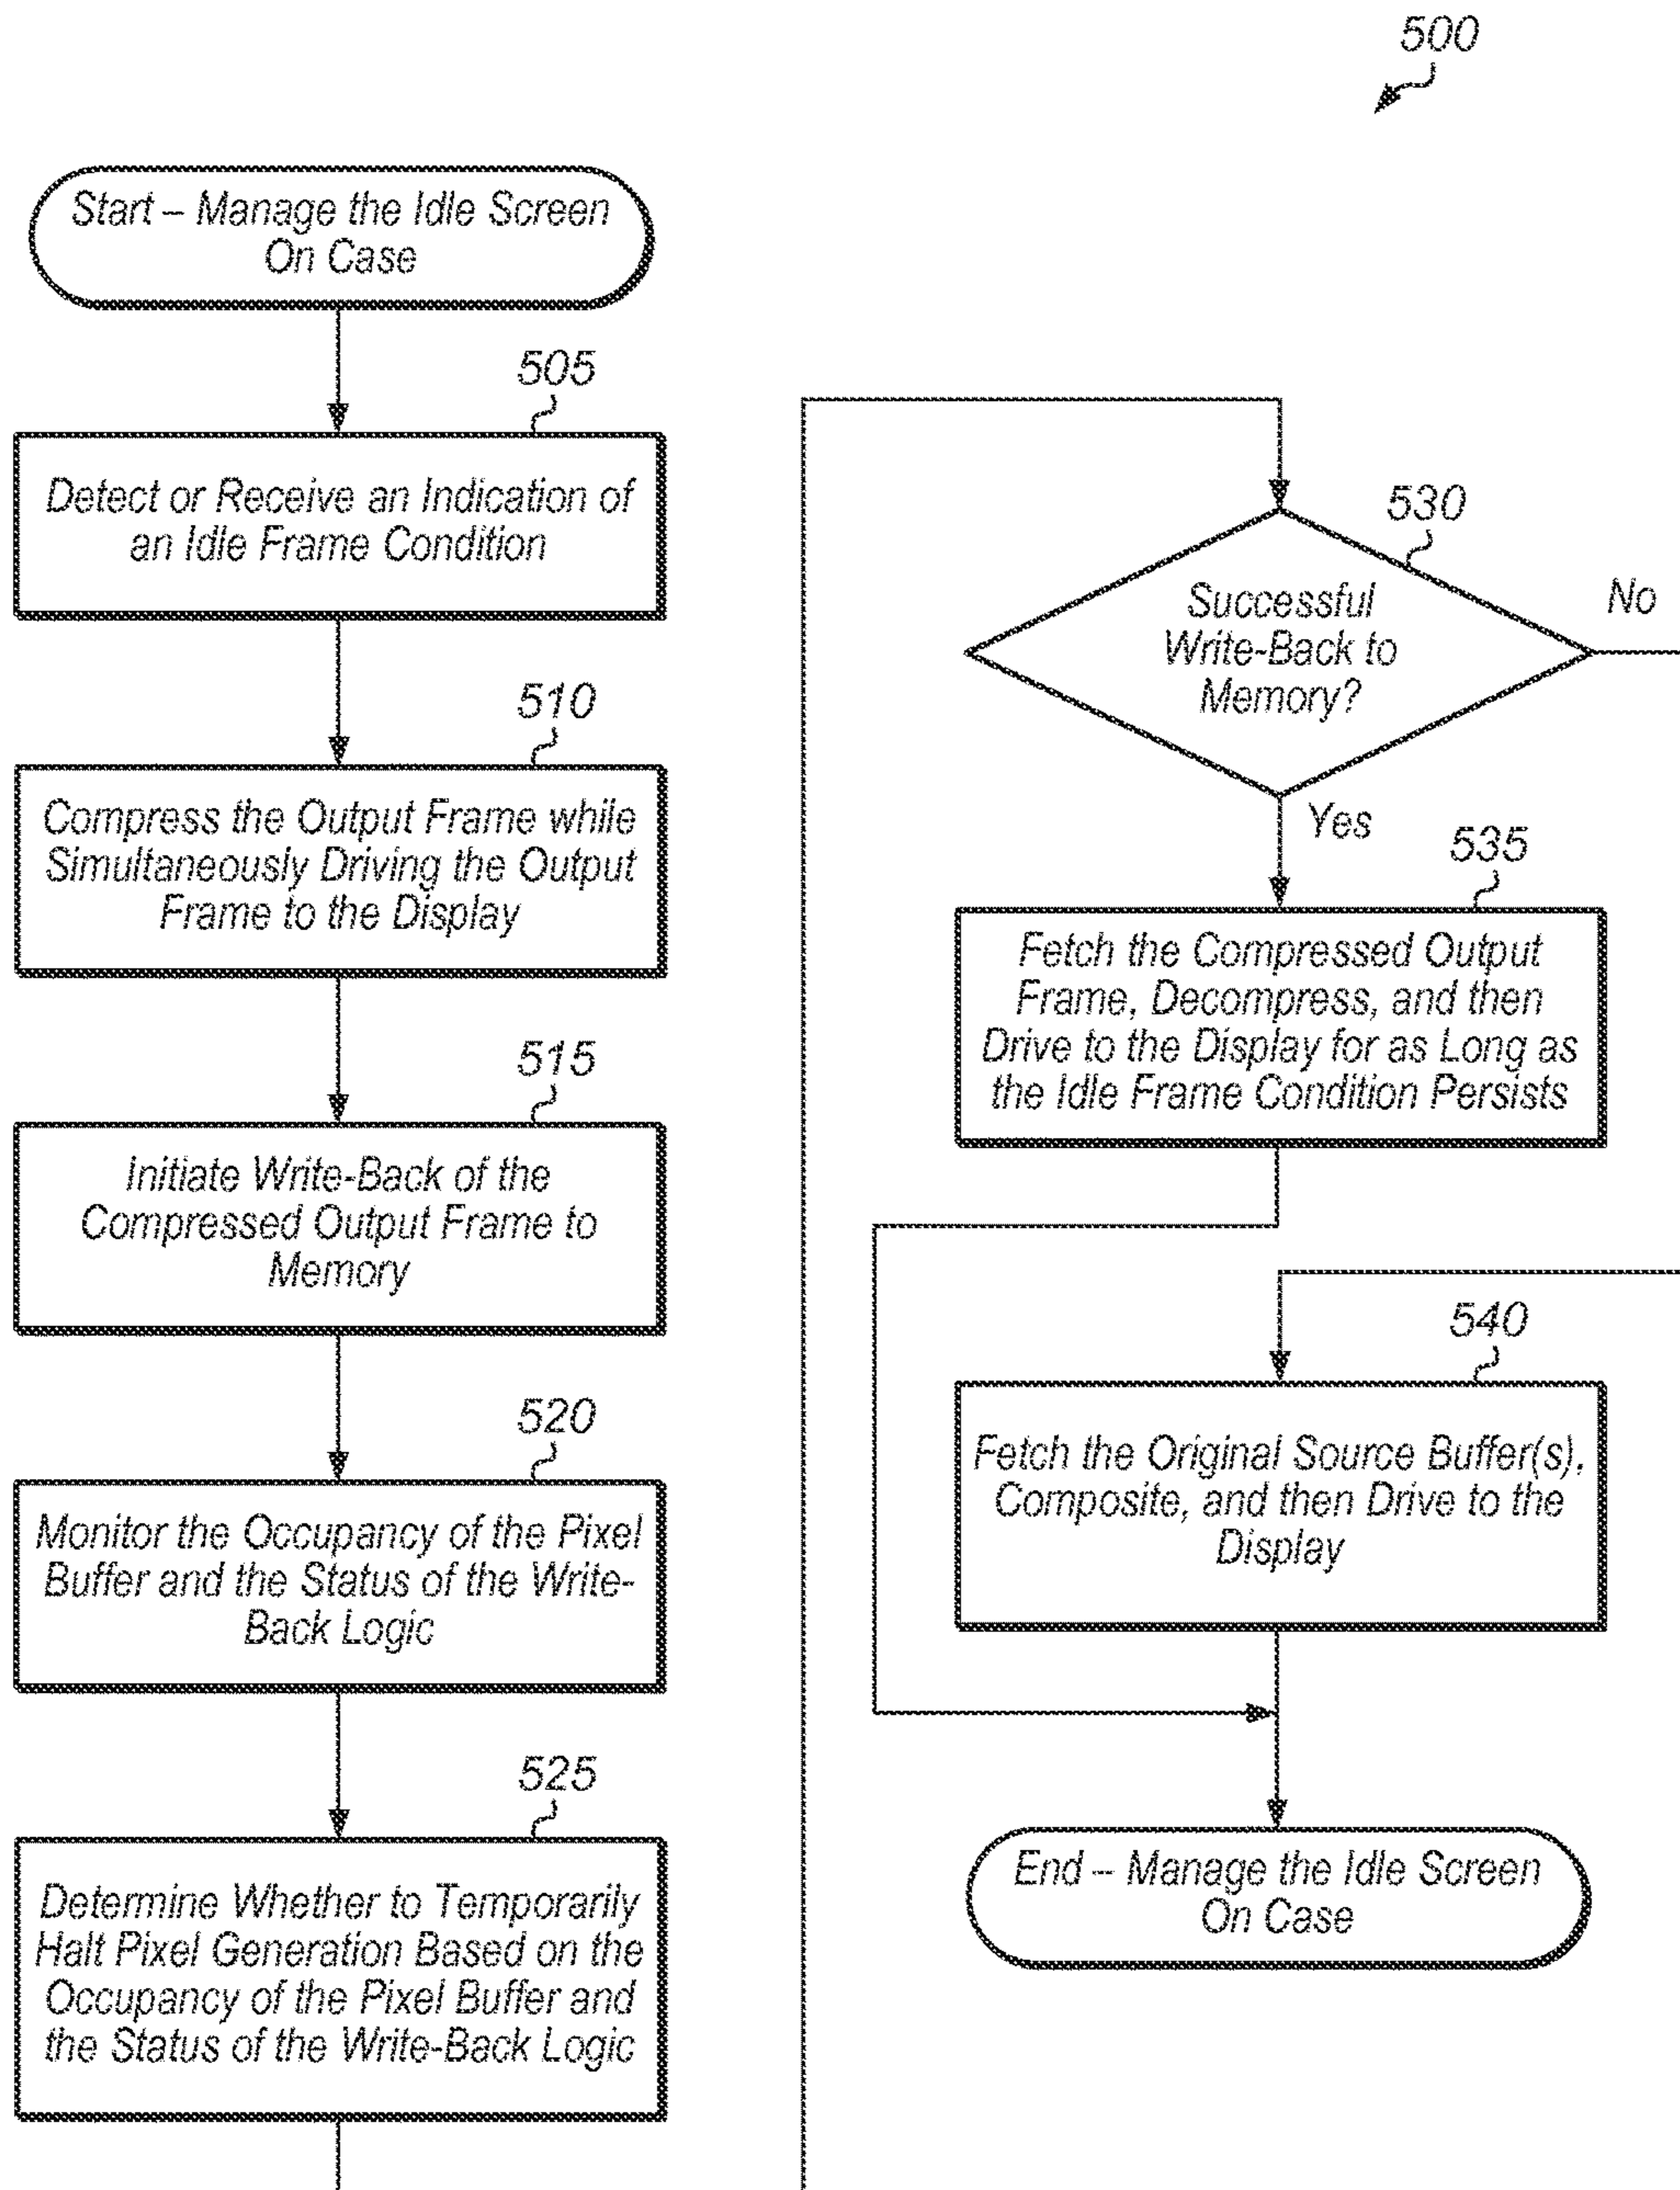 500
Start – Manage the Idle Screen
On Case
505
Detect or Receive an Indication of
an Idle Frame Condition
510
Compress the Output Frame while
Simultaneously Driving the Output
Frame to the Display
515
Initiate Write-Back of the
Compressed Output Frame to
Memory
520
Monitor the Occupancy of the Pixel
Buffer and the Status of the Write-
Back Logic
525
Determine Whether to Temporarily
Halt Pixel Generation Based on the
Occupancy of the Pixel Buffer and
the Status of the Write-Back Logic
530
Successful
Write-Back to
Memory?
No
Yes
535
Fetch the Compressed Output
Frame, Decompress, and then
Drive to the Display for as Long as
the Idle Frame Condition Persists
540
Fetch the Original Source Buffer(s),
Composite, and then Drive to the
Display
End – Manage the Idle Screen
On Case